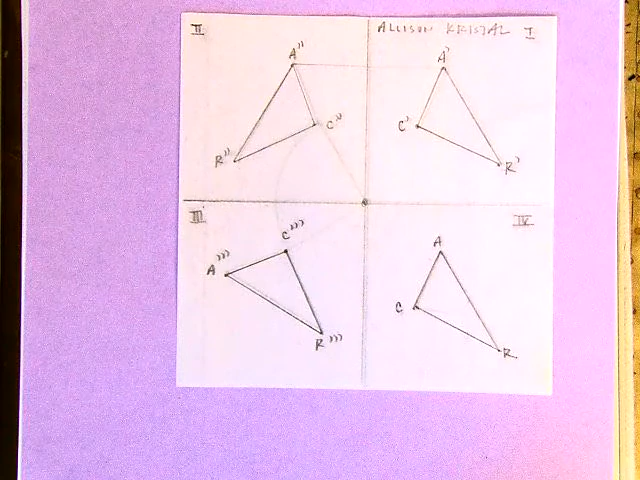 II
ALLISON KRISTAL I
A''
A'
C''
C'
R''
R'
III
IV
C'''
A
A'''
C
R'''
R